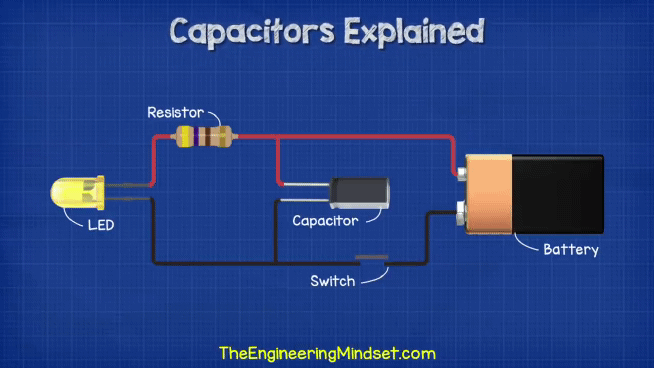 Capacitors Explained
Resistor
LED
Capacitor
Battery
Switch
TheEngineeringMindset.com